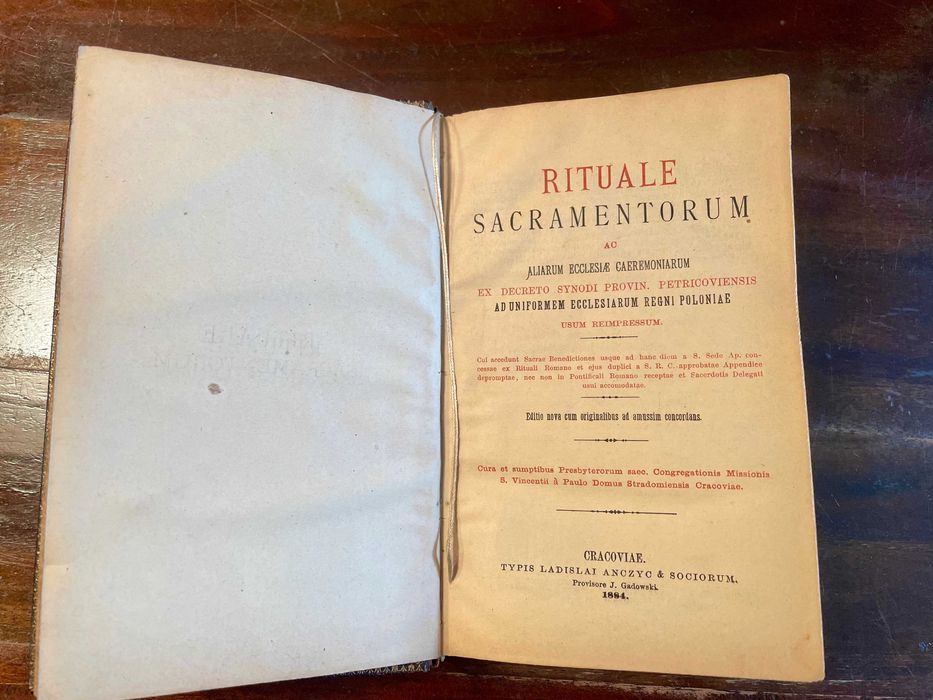 RITUALE
SACRAMENTORUM
AC
ALIARUM ECCLESIÆ CAEREMONIARUM
EX DECRETO SYNODI PROVIN. PETRICOVIENSIS
AD UNIFORMEM ECCLESIARUM REGNI POLONIAE
USUM REIMPRESSUM.
Cui accedunt Sacrae Benedictiones usque ad hanc diem a S. Sede Ap. con-
cessae ex Rituali Romano et ejus duplici a S. R. C. approbatae Appendice
depromptae, nec non in Pontificali Romano receptae et Sacerdotis Delegati
usui accomodatae.
Editio nova cum originalibus ad amussim concordans.
Cura et sumptibus Presbyterorum saec. Congregationis Missionis
S. Vincentii à Paulo Domus Stradomiensis Cracoviae.
CRACOVIAE.
TYPIS LADISLAI ANCZYC & SOCIORUM,
Provisore J. Gadowski.
1884.